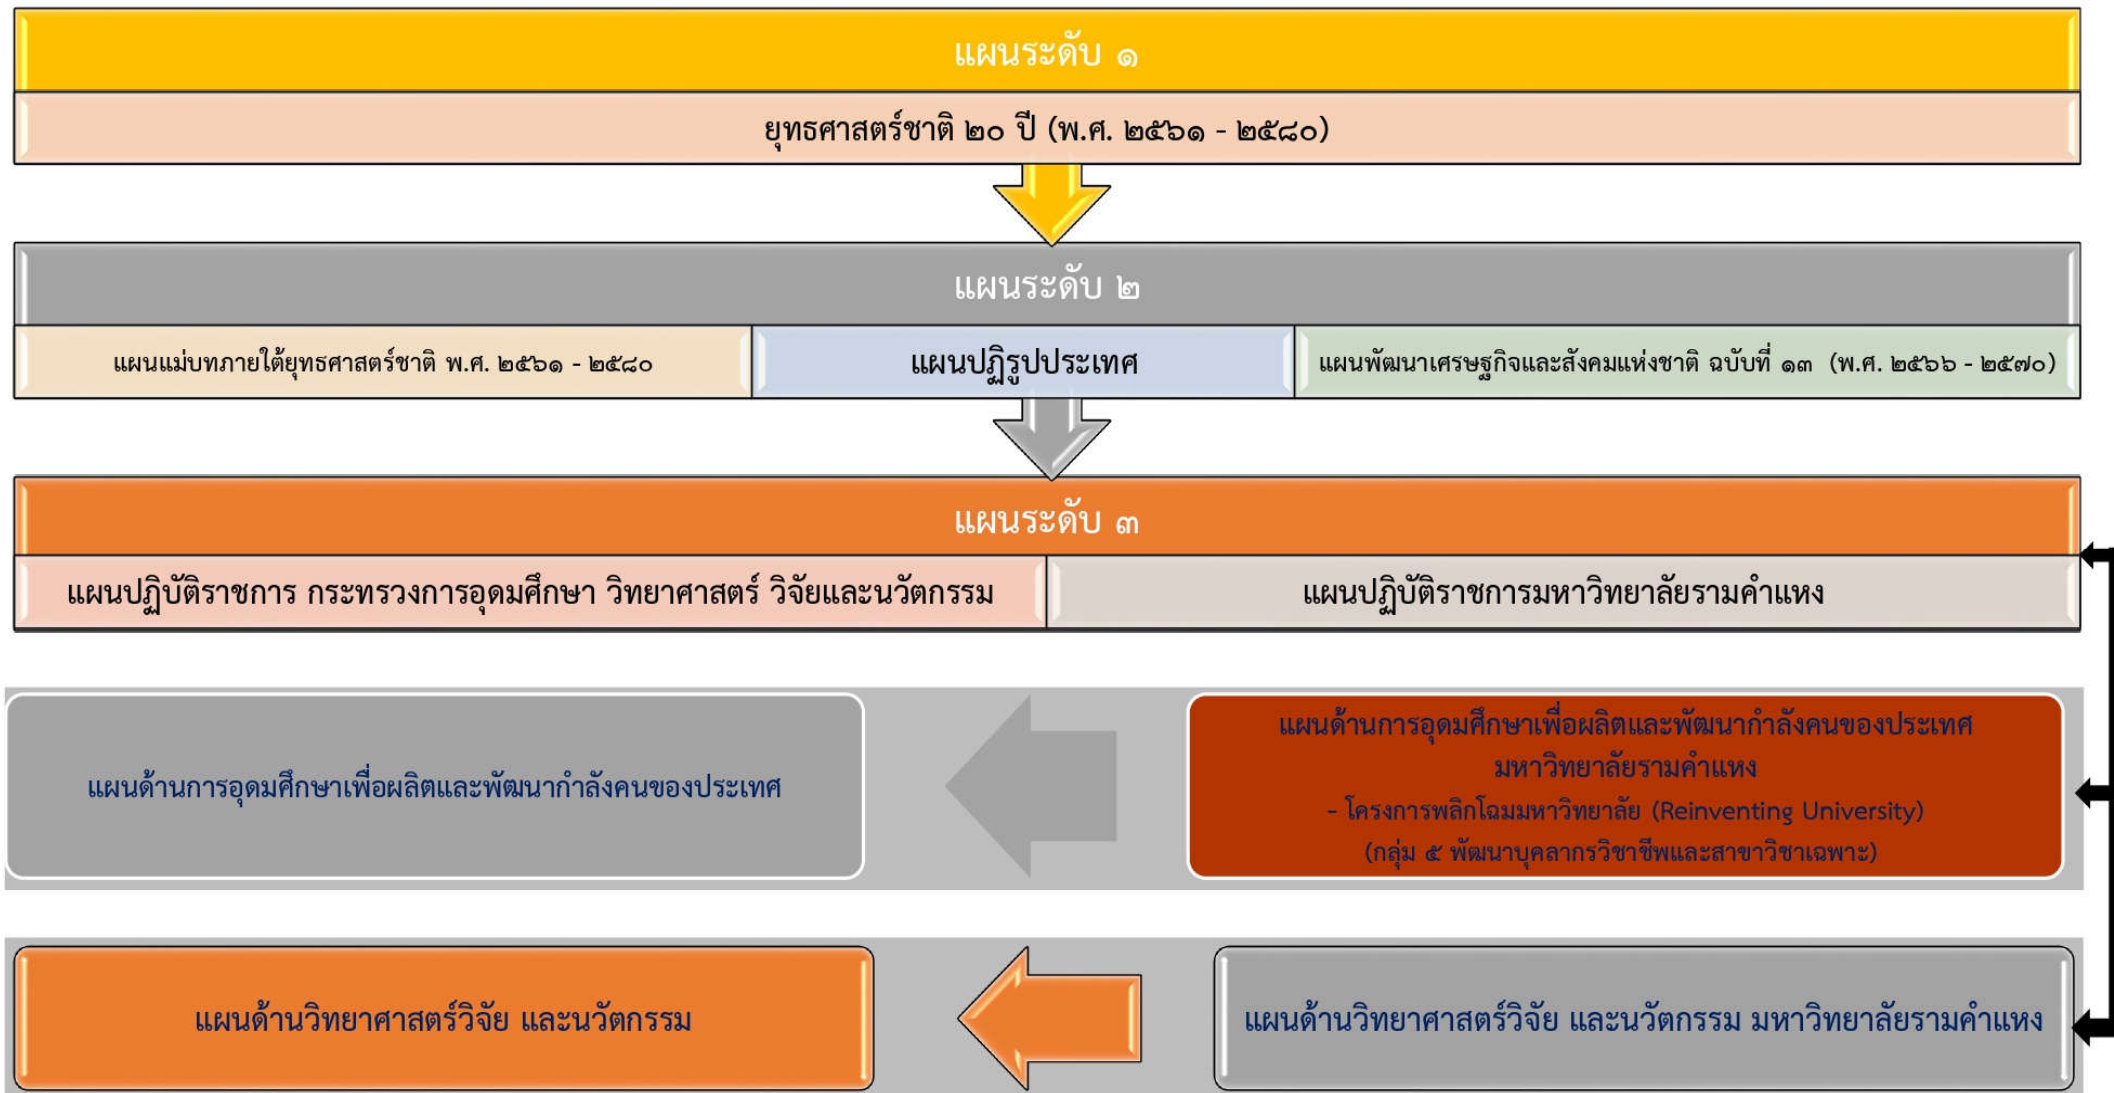 แผนระดับ ๑
ยุทธศาสตร์ชาติ ๒๐ ปี (พ.ศ. ๒๕๖๑ - ๒๕๘๐)
แผนระดับ ๒
แผนแม่บทภายใต้ยุทธศาสตร์ชาติ พ.ศ. ๒๕๖๑ - ๒๕๘๐
แผนปฏิรูปประเทศ
แผนพัฒนาเศรษฐกิจและสังคมแห่งชาติ ฉบับที่ ๑๓ (พ.ศ. ๒๕๖๖ - ๒๕๗๐)
แผนระดับ ๓
แผนปฏิบัติราชการ กระทรวงการอุดมศึกษา วิทยาศาสตร์ วิจัยและนวัตกรรม
แผนปฏิบัติราชการมหาวิทยาลัยรามคำแหง
แผนด้านการอุดมศึกษาเพื่อผลิตและพัฒนากำลังคนของประเทศ
แผนด้านการอุดมศึกษาเพื่อผลิตและพัฒนากำลังคนของประเทศ
มหาวิทยาลัยรามคำแหง
- โครงการพลิกโฉมมหาวิทยาลัย (Reinventing University)
(กลุ่ม ๕ พัฒนาบุคลากรวิชาชีพและสาขาวิชาเฉพาะ)
แผนด้านวิทยาศาสตร์วิจัย และนวัตกรรม
แผนด้านวิทยาศาสตร์วิจัย และนวัตกรรม มหาวิทยาลัยรามคำแหง